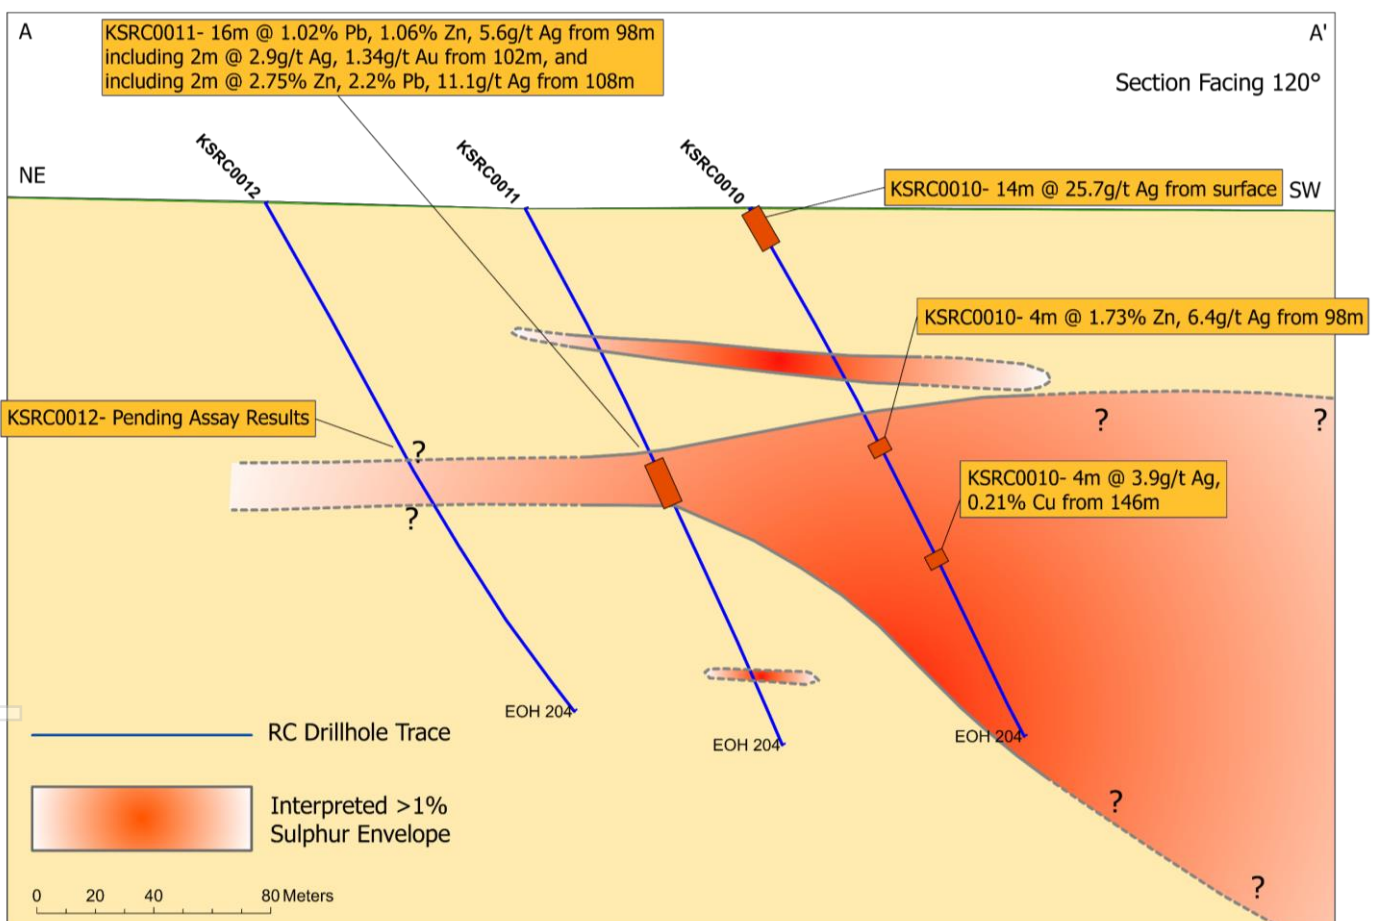 A
KSRC0011- 16m @ 1.02% Pb, 1.06% Zn, 5.6g/t Ag from 98m
including 2m @ 2.9g/t Ag, 1.34g/t Au from 102m, and
including 2m @ 2.75% Zn, 2.2% Pb, 11.1g/t Ag from 108m
A'
Section Facing 120°
KSRC0012
KSRC0011
KSRC0010
NE
KSRC0010- 14m @ 25.7g/t Ag from surface
SW
KSRC0010- 4m @ 1.73% Zn, 6.4g/t Ag from 98m
KSRC0012- Pending Assay Results
?
?
?
?
KSRC0010- 4m @ 3.9g/t Ag,
0.21% Cu from 146m
EOH 204
EOH 204
EOH 204
RC Drillhole Trace
?
Interpreted >1%
Sulphur Envelope
?
0 20 40 80 Meters